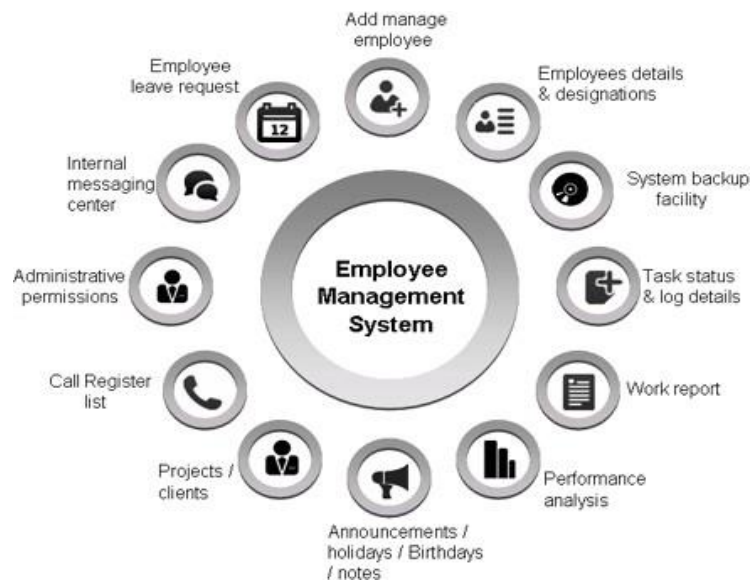 Add manage
employee
Employees details
& designations
System backup
facility
Task status
& log details
Work report
Performance
analysis
Announcements /
holidays / Birthdays
/ notes
Projects /
clients
Call Register
list
Administrative
permissions
Internal
messaging
center
Employee
leave request
12
Employee
Management
System